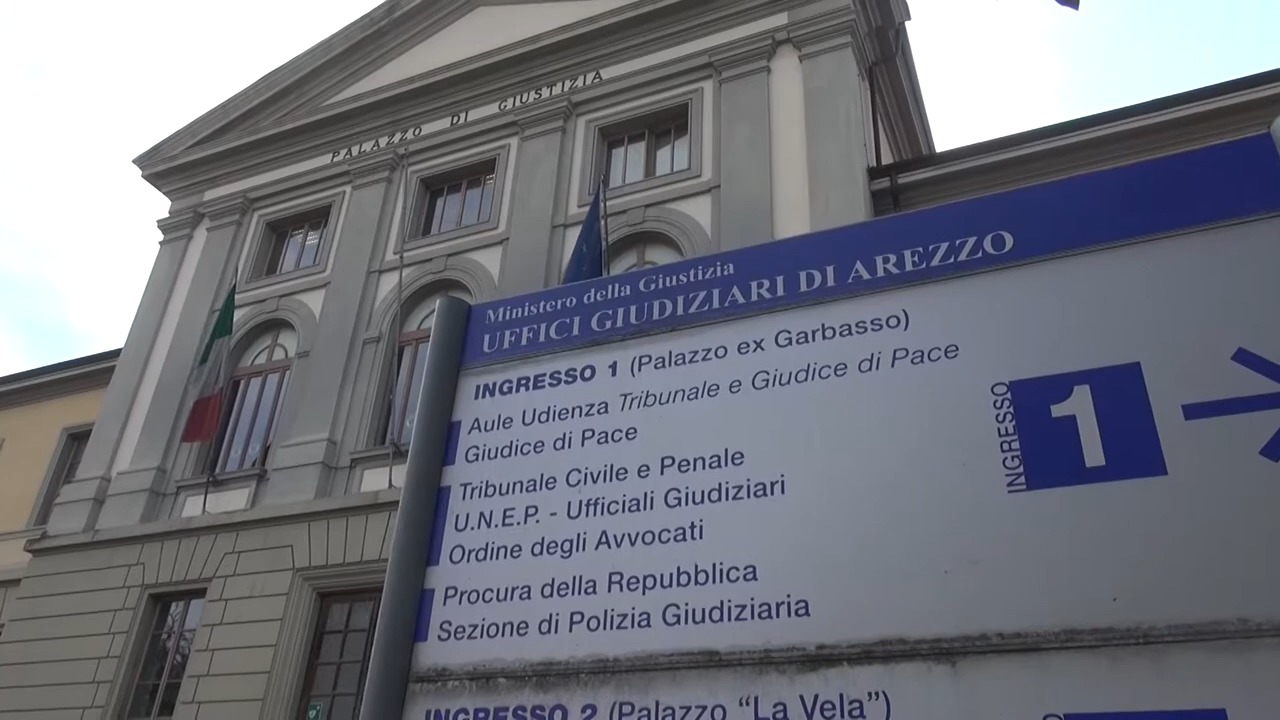 PALAZZO DI GIUSTIZIA
Ministero della Giustizia
UFFICI GIUDIZIARI DI AREZZO
INGRESSO 1 (Palazzo ex Garbasso)
Aule Udienza Tribunale e Giudice di Pace
Giudice di Pace
Tribunale Civile e Penale
U.N.E.P. - Ufficiali Giudiziari
Ordine degli Avvocati
Procura della Repubblica
Sezione di Polizia Giudiziaria
INGRESSO
1
INGRESSO 2 (Palazzo “La Vela”)